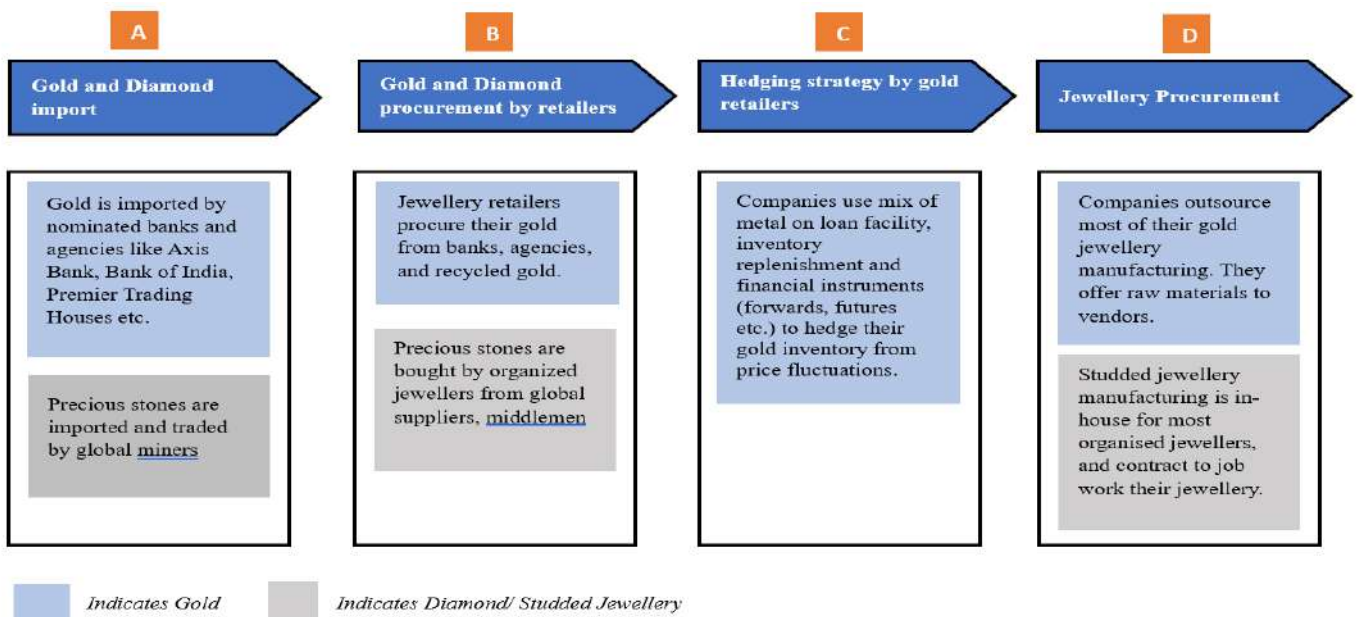 A
B
C
D
Gold and Diamond
import
Gold and Diamond
procurement by retailers
Hedging strategy by gold
retailers
Jewellery Procurement
Gold is imported by
nominated banks and
agencies like Axis
Bank, Bank of India,
Premier Trading
Houses etc.
Precious stones are
imported and traded
by global miners
Jewellery retailers
procure their gold
from banks, agencies,
and recycled gold.
Precious stones are
bought by organized
jewellers from global
suppliers, middlemen
Companies use mix of
metal on loan facility,
inventory
replenishment and
financial instruments
(forwards, futures
etc.) to hedge their
gold inventory from
price fluctuations.
Companies outsource
most of their gold
jewellery
manufacturing. They
offer raw materials to
vendors.
Studded jewellery
manufacturing is in-
house for most
organised jewellers,
and contract to job
work their jewellery.
Indicates Gold
Indicates Diamond/ Studded Jewellery